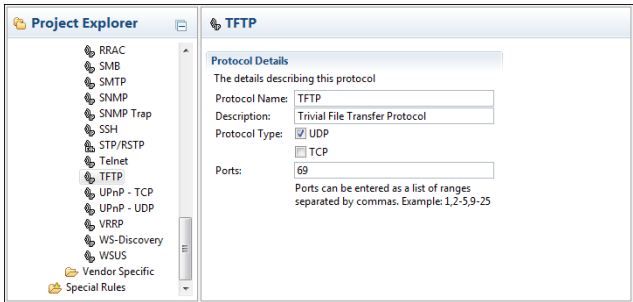 Project Explorer
RRAC
SMB
SMTP
SNMP
SNMP Trap
SSH
STP/RSTP
Telnet
TFTP
UPnP - TCP
UPnP - UDP
VRRP
WS-Discovery
WSUS
Vendor Specific
Special Rules
TFTP
Protocol Details
The details describing this protocol
Protocol Name: TFTP
Description: Trivial File Transfer Protocol
Protocol Type: UDP
TCP
Ports: 69
Ports can be entered as a list of ranges
separated by commas. Example: 1,2-5,9-25